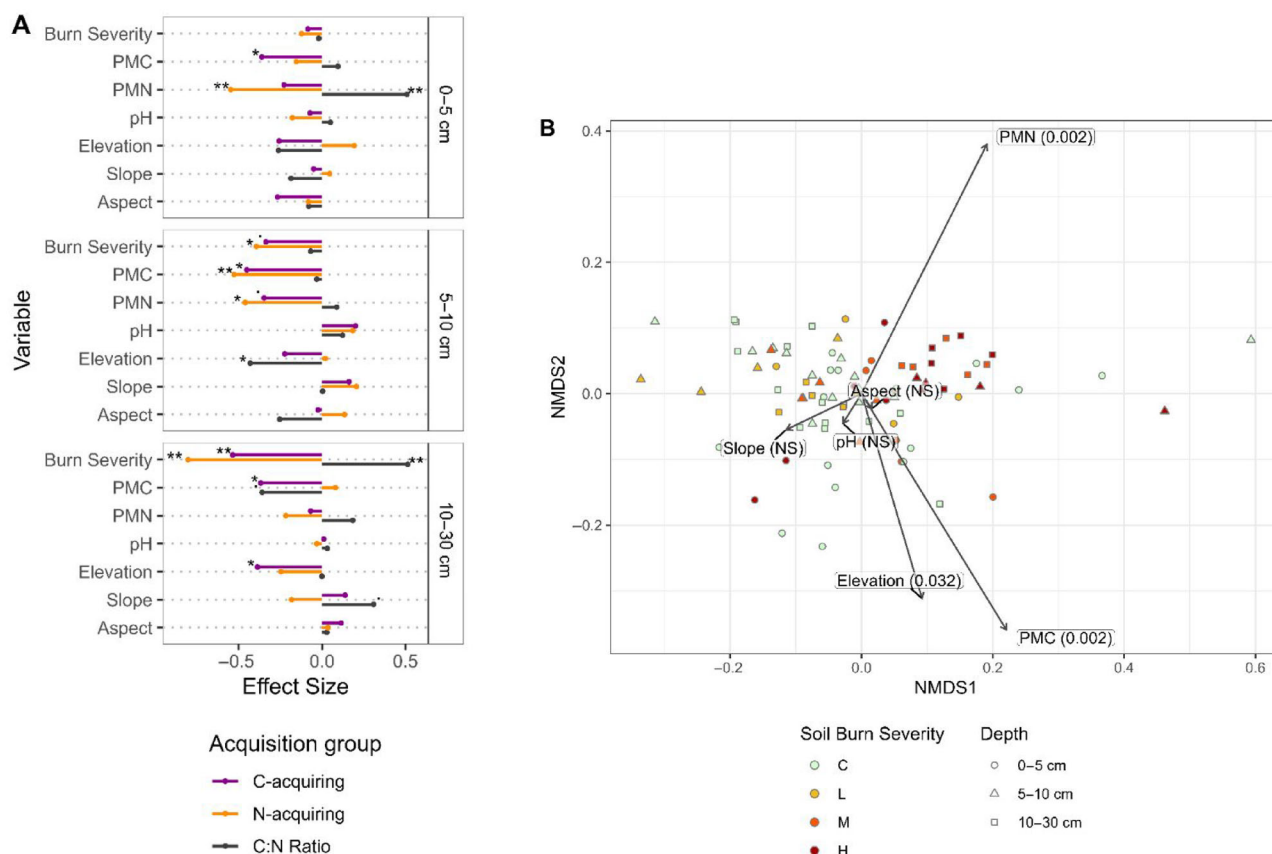 A
Burn Severity
PMC
*
PMN
**
**
pH
Elevation
Slope
Aspect
0–5 cm
Burn Severity
*
.
PMC
**
*
PMN
*
.
pH
Elevation
*
Slope
Aspect
5–10 cm
Burn Severity
**
**
**
PMC
*
.
PMN
pH
Elevation
*
Slope
.
Aspect
10–30 cm
Variable
−0.5
0.0
0.5
Effect Size
Acquisition group
C-acquiring
N-acquiring
C:N Ratio
B
0.4
0.2
0.0
−0.2
NMDS2
PMN (0.002)
Aspect (NS)
Slope (NS)
pH (NS)
Elevation (0.032)
PMC (0.002)
−0.2
0.0
0.2
0.4
0.6
NMDS1
Soil Burn Severity
C
L
M
H
Depth
0–5 cm
5–10 cm
10–30 cm